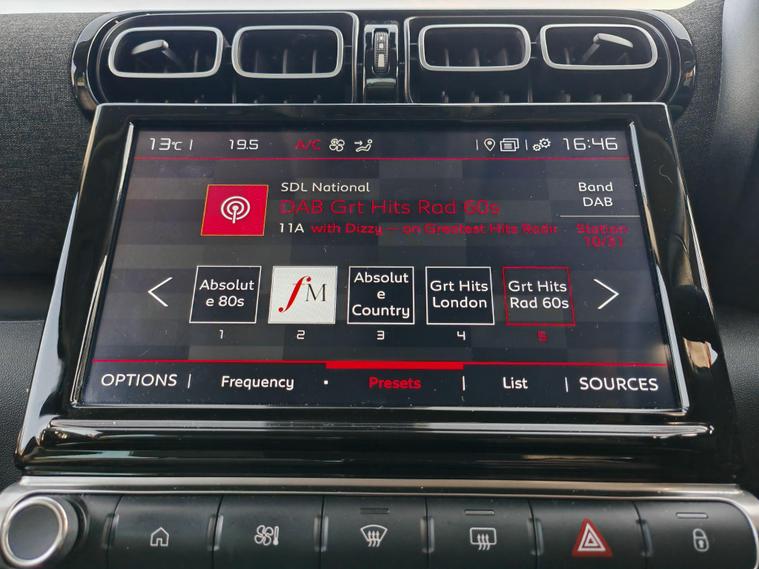 13°C | 19.5 A/C | | 16:46
SDL National
DAB Grt Hits Rad 60s
11A with Dizzy — on Greatest Hits Radi
Band
DAB
Station
10/31
Absolut
e 80s
fM
Absolut
e
Country
Grt Hits
London
Grt Hits
Rad 60s
1 2 3 4 5
OPTIONS | Frequency • Presets | List | SOURCES